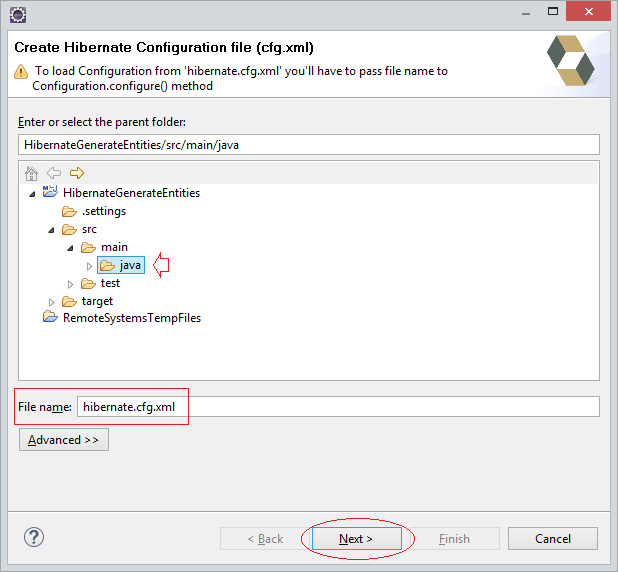 Create Hibernate Configuration file (cfg.xml)
To load Configuration from 'hibernate.cfg.xml' you'll have to pass file name to
Configuration.configure() method
Enter or select the parent folder:
HibernateGenerateEntities/src/main/java
HibernateGenerateEntities
.settings
src
main
java
test
target
RemoteSystemsTempFiles
File name: hibernate.cfg.xml
Advanced >>
< Back Next > Finish Cancel